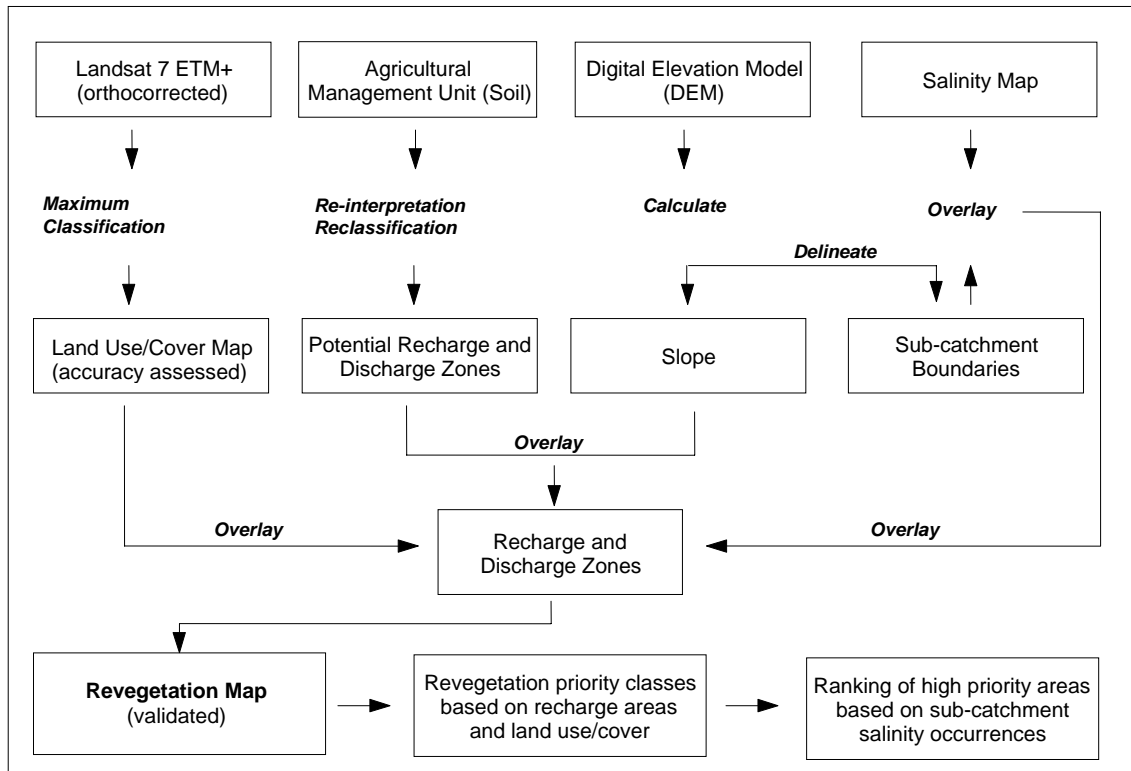 Landsat 7 ETM+
(orthocorrected)
Agricultural
Management Unit (Soil)
Digital Elevation Model
(DEM)
Salinity Map
Maximum
Classification
Re-interpretation
Reclassification
Calculate
Overlay
Delineate
Land Use/Cover Map
(accuracy assessed)
Potential Recharge and
Discharge Zones
Slope
Sub-catchment
Boundaries
Overlay
Overlay
Overlay
Recharge and
Discharge Zones
Revegetation Map
(validated)
Revegetation priority classes
based on recharge areas
and land use/cover
Ranking of high priority areas
based on sub-catchment
salinity occurrences